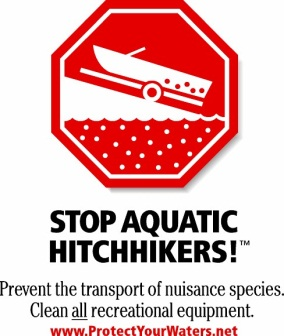 STOP AQUATIC
HITCHHIKERS!™
Prevent the transport of nuisance species.
Clean all recreational equipment.
www.ProtectYourWaters.net